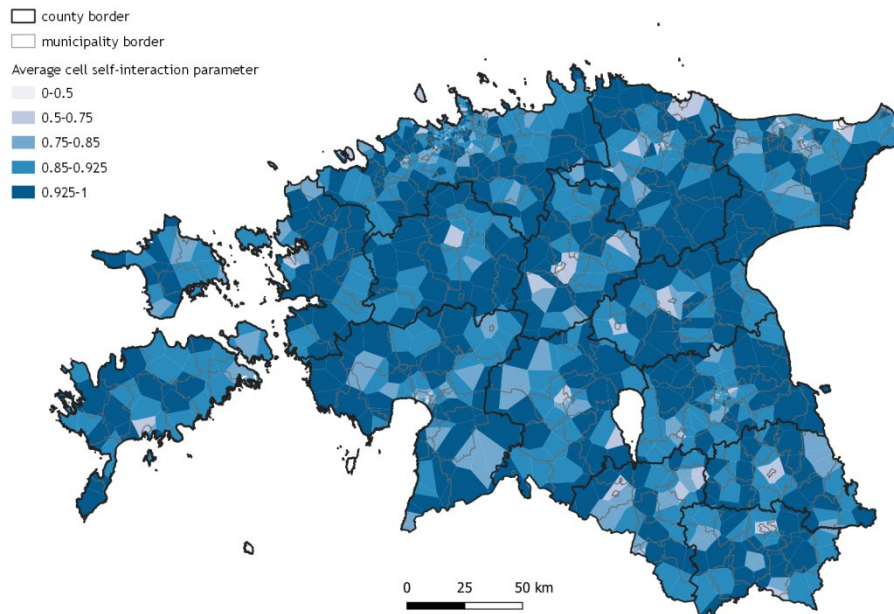 county border
municipality border
Average cell self-interaction parameter
0-0.5
0.5-0.75
0.75-0.85
0.85-0.925
0.925-1
0 25 50 km